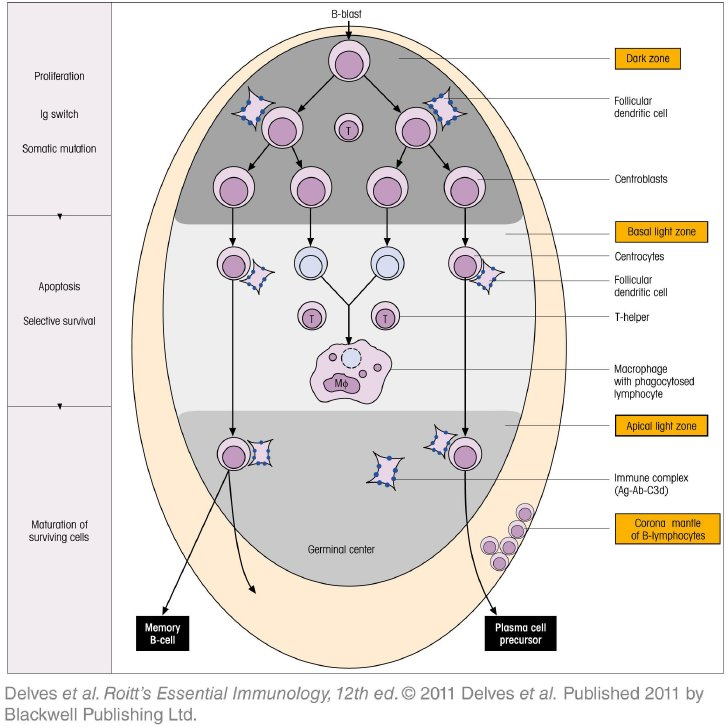 B-blast
Proliferation
Ig switch
Somatic mutation
Dark zone
Follicular
dendritic cell
T
Centroblasts
Basal light zone
Centrocytes
Apoptosis
Selective survival
Follicular
dendritic cell
T
T
T-helper
Mϕ
Macrophage
with phagocytosed
lymphocyte
Apical light zone
Immune complex
(Ag-Ab-C3d)
Maturation of
surviving cells
Corona mantle
of B-lymphocytes
Germinal center
Memory
B-cell
Plasma cell
precursor
Delves et al. Roitt's Essential Immunology, 12th ed. © 2011 Delves et al. Published 2011 by
Blackwell Publishing Ltd.